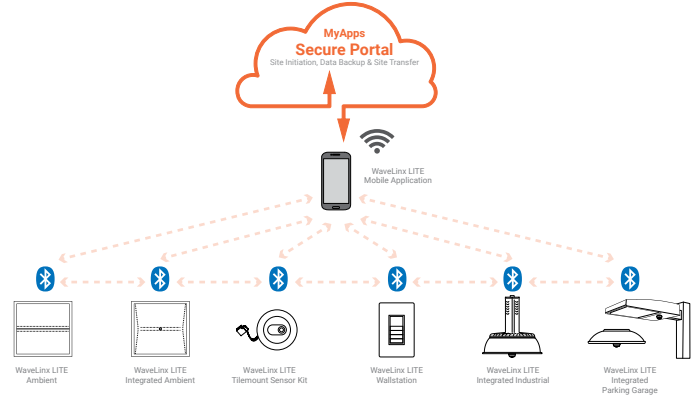 MyApps
Secure Portal
Site Initiation, Data Backup & Site Transfer
WaveLinx LITE
Mobile Application
WaveLinx LITE
Ambient
WaveLinx LITE
Integrated Ambient
WaveLinx LITE
Tilemount Sensor Kit
WaveLinx LITE
Wallstation
WaveLinx LITE
Integrated Industrial
WaveLinx LITE
Integrated
Parking Garage